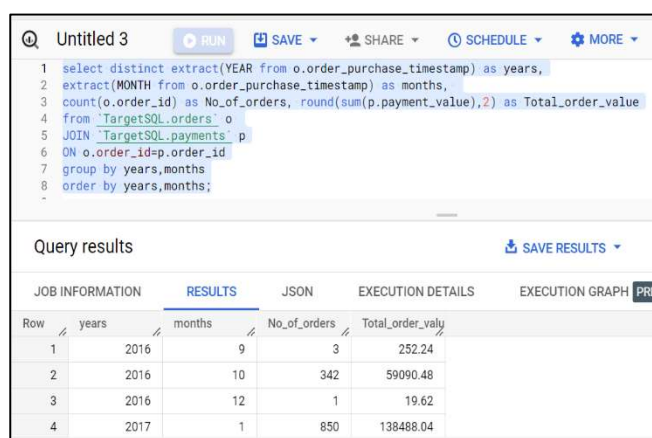 Untitled 3 RUN SAVE SHARE SCHEDULE MORE
1 select distinct extract(YEAR from o.order_purchase_timestamp) as years,
2 extract(MONTH from o.order_purchase_timestamp) as months,
3 count(o.order_id) as No_of_orders, round(sum(p.payment_value),2) as Total_order_value
4 from `TargetSQL.orders` o
5 JOIN `TargetSQL.payments` p
6 ON o.order_id=p.order_id
7 group by years,months
8 order by years,months;
Query results SAVE RESULTS
JOB INFORMATION RESULTS JSON EXECUTION DETAILS EXECUTION GRAPH PRE
Row years months No_of_orders Total_order_valu
1 2016 9 3 252.24
2 2016 10 342 59090.48
3 2016 12 1 19.62
4 2017 1 850 138488.04